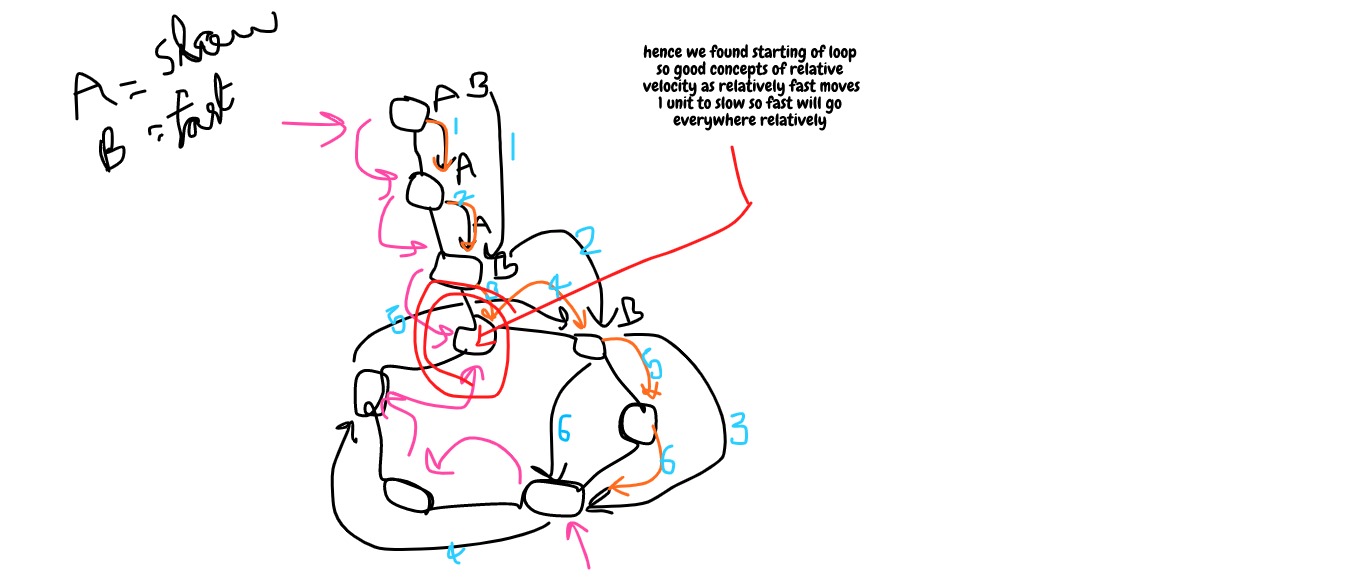 A = slow
B = fast
hence we found starting of loop
so good concepts of relative
velocity as relatively fast moves
1 unit to slow so fast will go
everywhere relatively
A B
1
1
A
2
A
B
2
4
B
5
5
6
3
6
4